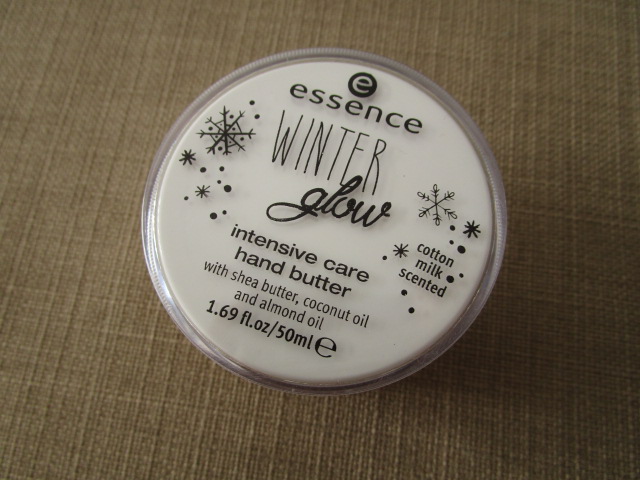 e
essence
WINTER
glow
intensive care
hand butter
with shea butter, coconut oil
and almond oil
1.69 fl.oz/50ml℮
cotton
milk
scented